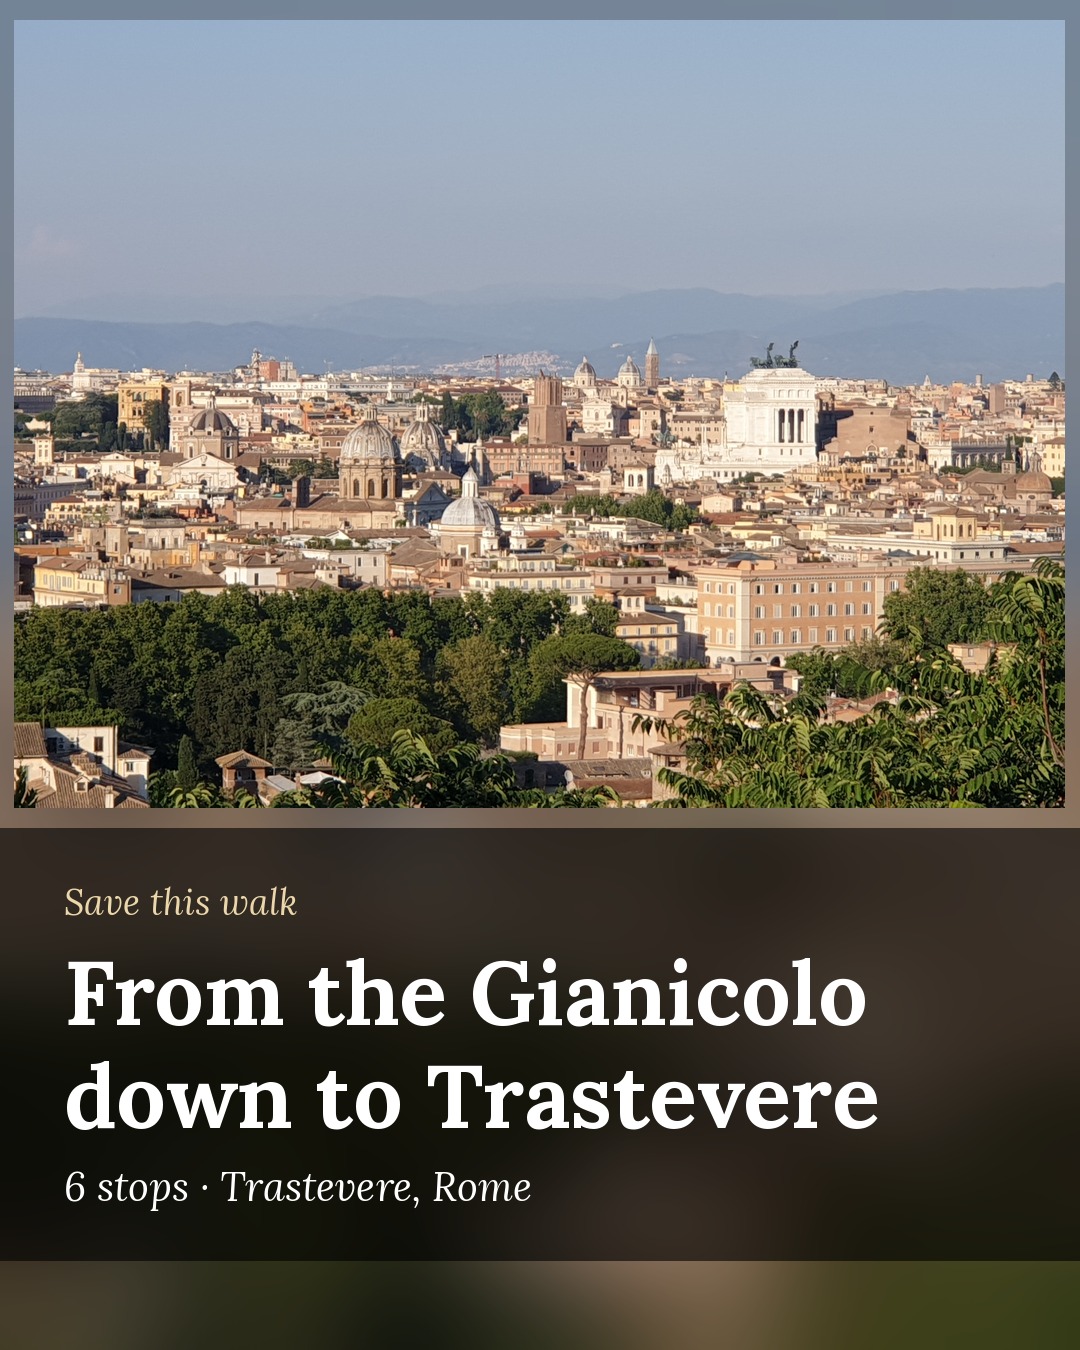 Save this walk
From the Gianicolo
down to Trastevere
6 stops · Trastevere, Rome